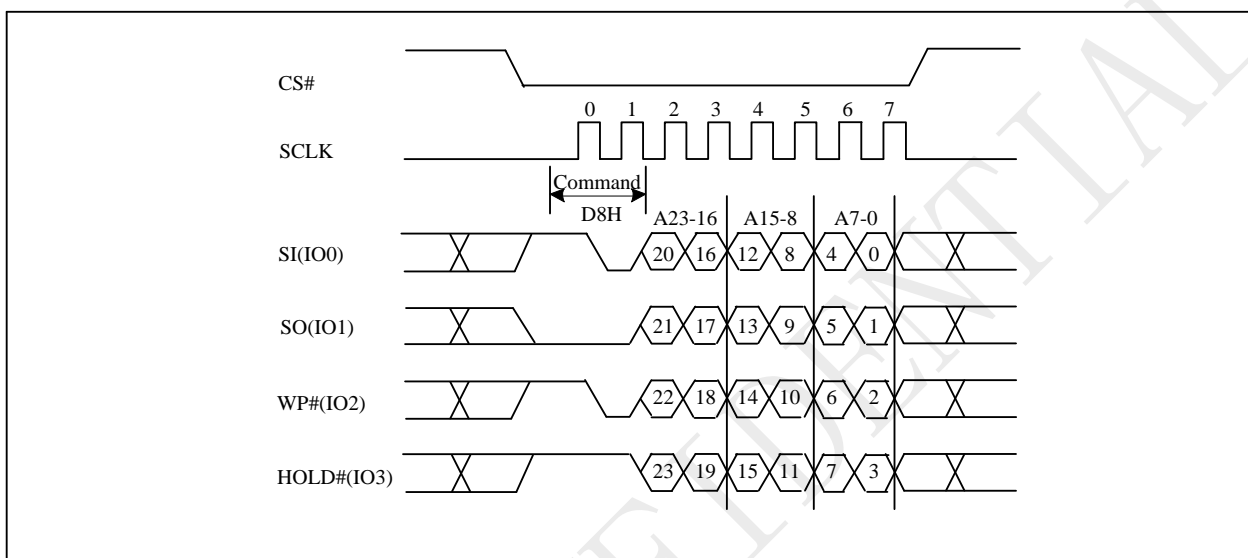 CS#
0 1 2 3 4 5 6 7
SCLK
Command
D8H
A23-16 A15-8 A7-0
SI(IO0) 20 16 12 8 4 0
SO(IO1) 21 17 13 9 5 1
WP#(IO2) 22 18 14 10 6 2
HOLD#(IO3) 23 19 15 11 7 3
FIDENTIAL